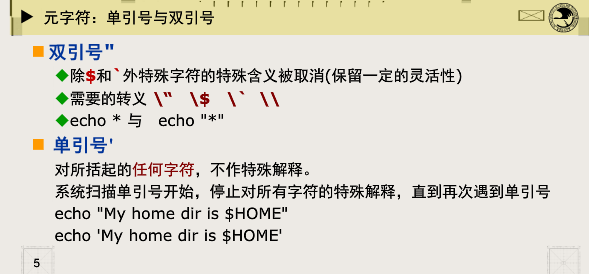 元字符：单引号与双引号
双引号"
除$和`外特殊字符的特殊含义被取消(保留一定的灵活性)
需要的转义 \" \$ \` \\
echo * 与 echo "*"
单引号'
对所括起的任何字符，不作特殊解释。
系统扫描单引号开始，停止对所有字符的特殊解释，直到再次遇到单引号
echo "My home dir is $HOME"
echo 'My home dir is $HOME'
5